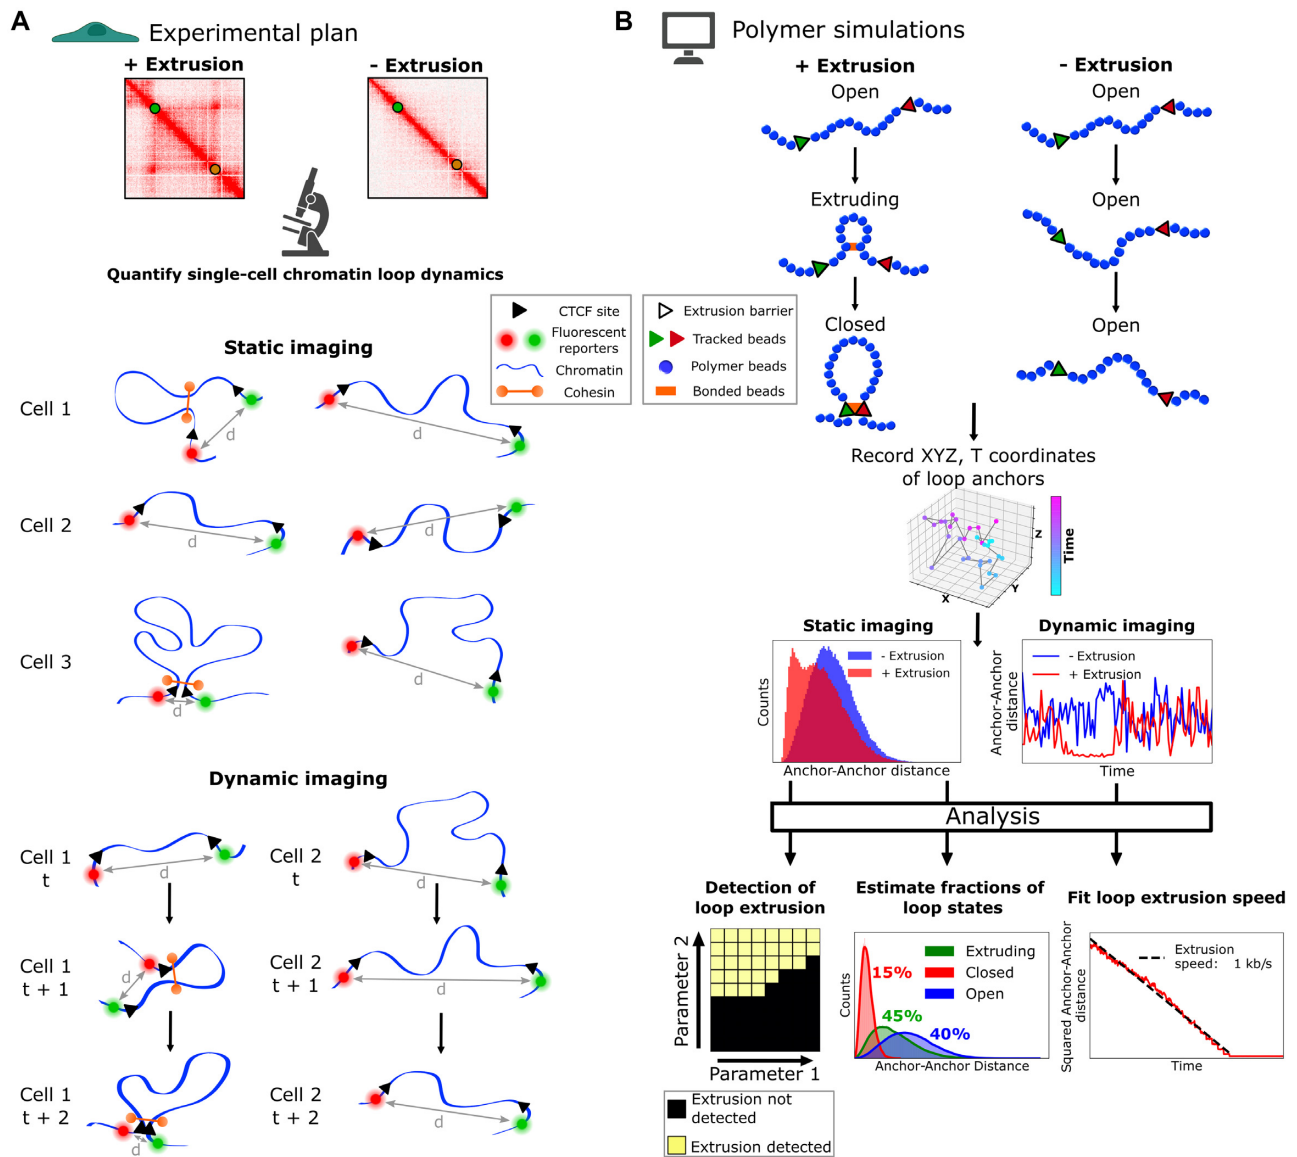 A
Experimental plan
+ Extrusion
- Extrusion
Quantify single-cell chromatin loop dynamics
CTCF site
Fluorescent
reporters
Chromatin
Cohesin
Static imaging
Cell 1
d
d
Cell 2
d
d
Cell 3
d
d
Dynamic imaging
Cell 1
t
d
Cell 2
t
d
Cell 1
t + 1
d
Cell 2
t + 1
d
Cell 1
t + 2
d
Cell 2
t + 2
d
B
Polymer simulations
+ Extrusion
- Extrusion
Open
Open
Extruding
Open
Closed
Open
Extrusion barrier
Tracked beads
Polymer beads
Bonded beads
Record XYZ, T coordinates
of loop anchors
X
Y
Z
Time
Static imaging
- Extrusion
+ Extrusion
Counts
Anchor-Anchor distance
Dynamic imaging
- Extrusion
+ Extrusion
Anchor-Anchor
distance
Time
Analysis
Detection of
loop extrusion
Parameter 2
Parameter 1
Extrusion not
detected
Extrusion detected
Estimate fractions of
loop states
Extruding
Closed
Open
15%
45%
40%
Counts
Anchor-Anchor Distance
Fit loop extrusion speed
Extrusion
speed: 1 kb/s
Squared Anchor-Anchor
distance
Time